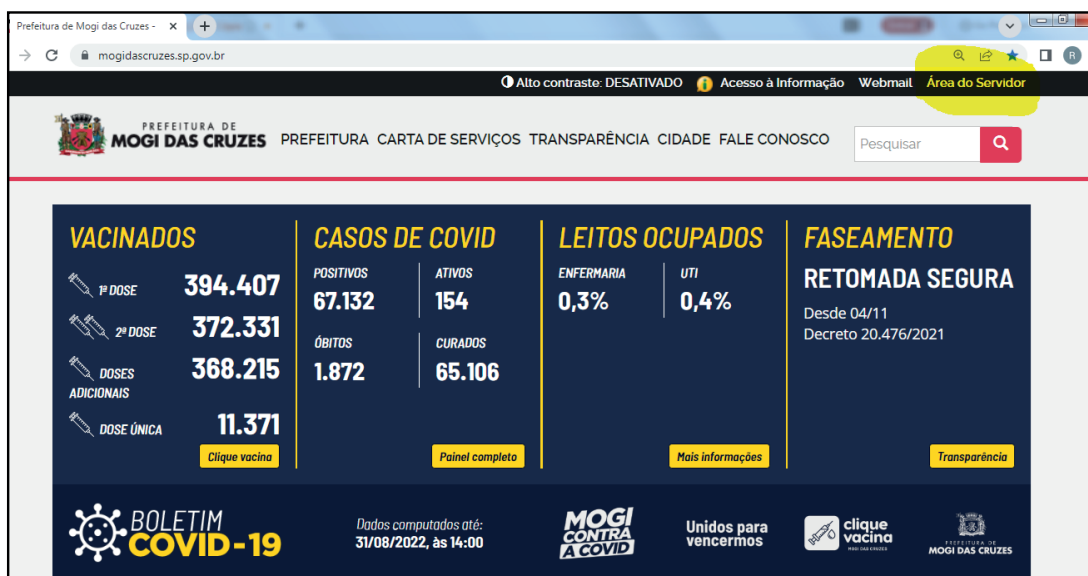 Prefeitura de Mogi das Cruzes -
mogidascruzes.sp.gov.br
R
Alto contraste: DESATIVADO Acesso à Informação Webmail Área do Servidor
PREFEITURA DE
MOGI DAS CRUZES
PREFEITURA CARTA DE SERVIÇOS TRANSPARÊNCIA CIDADE FALE CONOSCO
Pesquisar
VACINADOS
1ª DOSE 394.407
2ª DOSE 372.331
DOSES ADICIONAIS 368.215
DOSE ÚNICA 11.371
Clique vacina
CASOS DE COVID
POSITIVOS ATIVOS
67.132 154
ÓBITOS CURADOS
1.872 65.106
Painel completo
LEITOS OCUPADOS
ENFERMARIA UTI
0,3% 0,4%
Mais informações
FASEAMENTO
RETOMADA SEGURA
Desde 04/11
Decreto 20.476/2021
Transparência
BOLETIM
COVID-19
Dados computados até:
31/08/2022, às 14:00
MOGI
CONTRA
A COVID
Unidos para
vencermos
clique
vacina
MOGI DAS CRUZES
PREFEITURA DE
MOGI DAS CRUZES